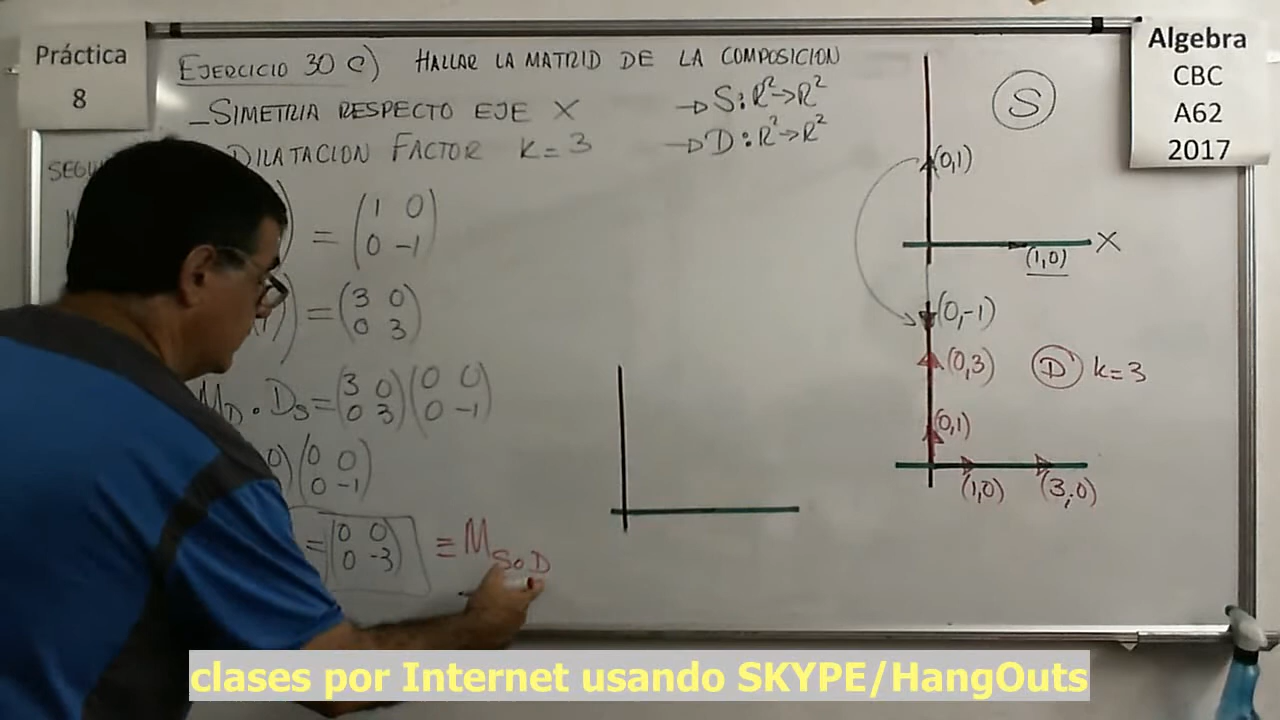 Práctica
8
EJERCICIO 30 C) HALLAR LA MATRID DE LA COMPOSICION
_SIMETRIA RESPECTO EJE X → S: R² → R²
DILATACION FACTOR K = 3 → D: R² → R²
= (1 0
0 -1)
= (3 0
0 3)
M_D • D_S = (3 0
0 3) (0 0
0 -1)
0) (0 0
0 -1)
= (0 0
0 -3) ≡ M_SoD
Algebra
CBC
A62
2017
S
(0,1)
X
(1,0)
(0,-1)
(0,3) D K=3
(0,1)
(1,0) (3,0)
clases por Internet usando SKYPE/HangOuts